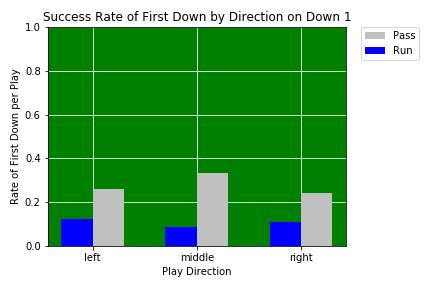 Success Rate of First Down by Direction on Down 1
Pass
Run
1.0
0.8
0.6
0.4
0.2
0.0
Rate of First Down per Play
left
middle
right
Play Direction